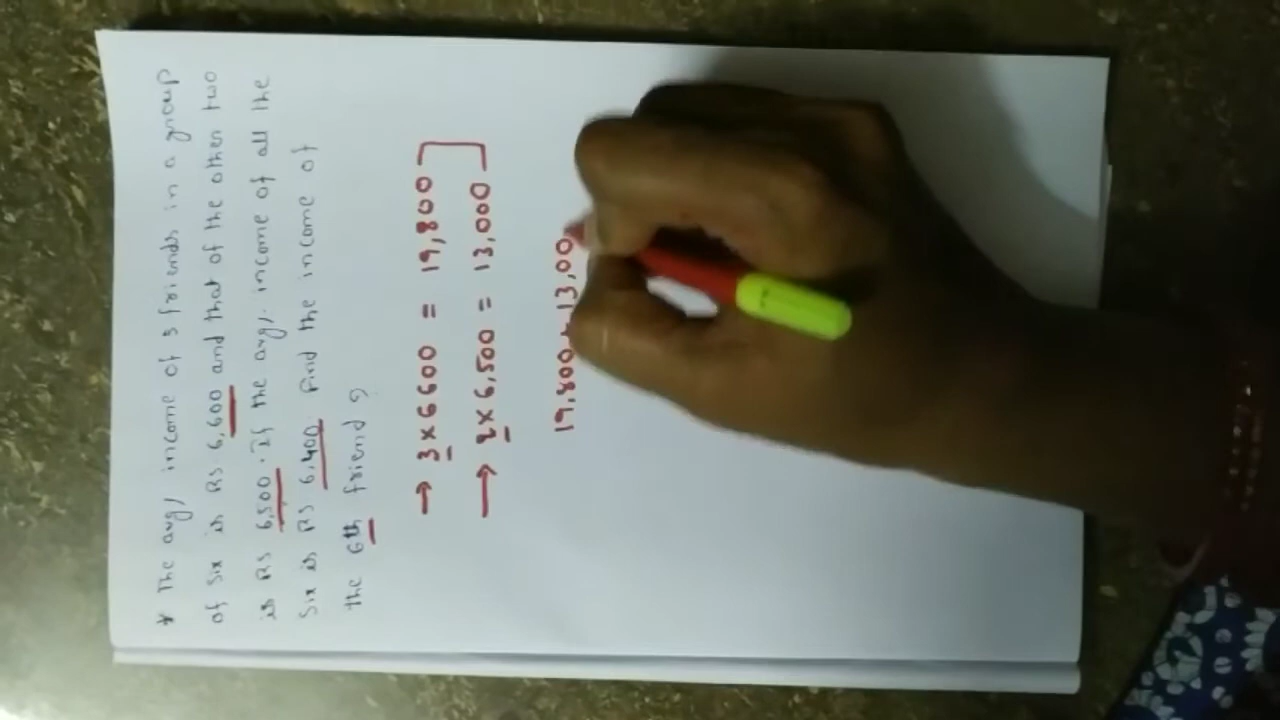 * The avg/ income of 3 friends in a group
of six is Rs 6,600 and that of the other two
is Rs 6,500. If the avg/. income of all the
six is Rs 6,400 Find the income of
the 6th friend ?
→ 3 × 6600 = 19,800
→ 2 × 6,500 = 13,000
19,800 + 13,00